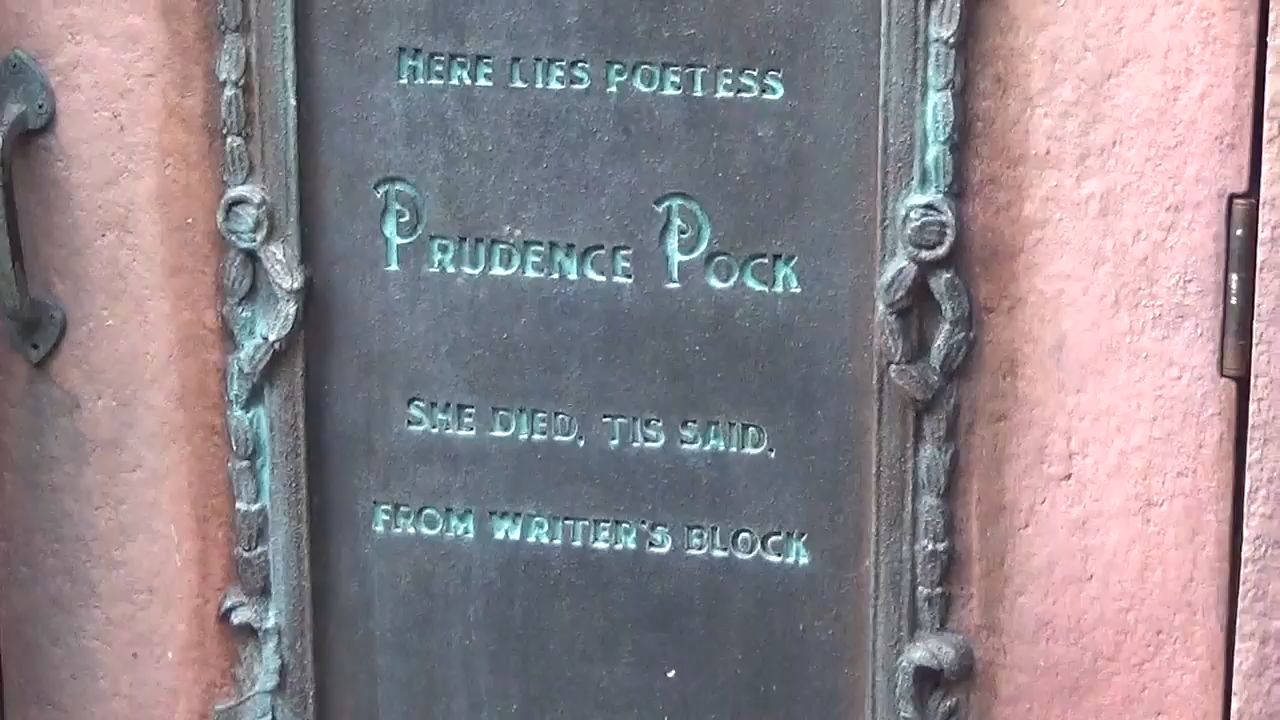 HERE LIES POETESS
PRUDENCE POCK
SHE DIED, TIS SAID,
FROM WRITER'S BLOCK